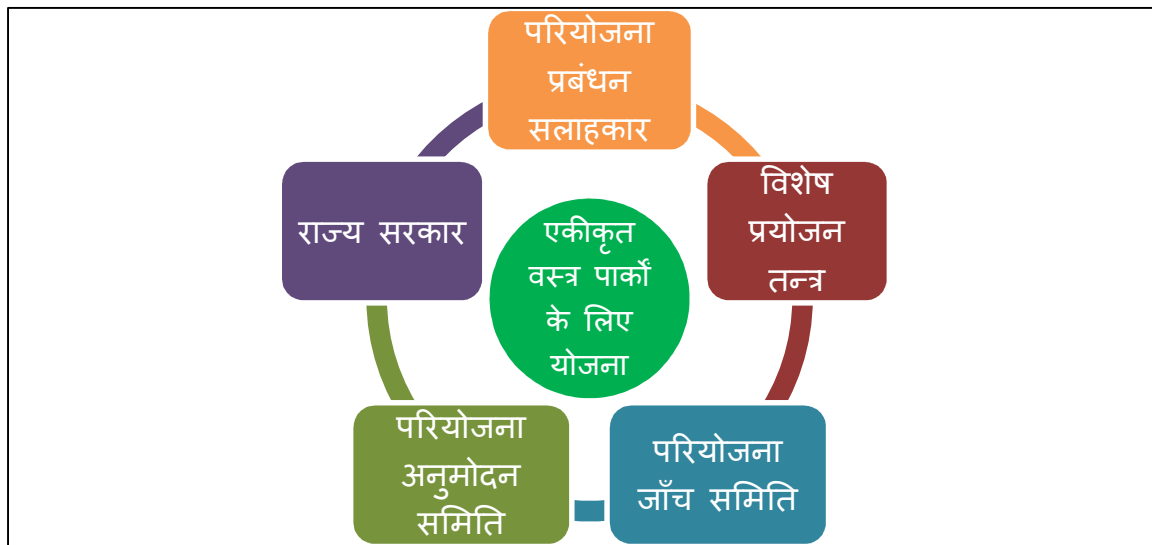 परियोजना
प्रबंधन
सलाहकार
विशेष
प्रयोजन
तन्त्र
राज्य सरकार
एकीकृत
वस्त्र पार्कों
के लिए
योजना
परियोजना
अनुमोदन
समिति
परियोजना
जाँच समिति